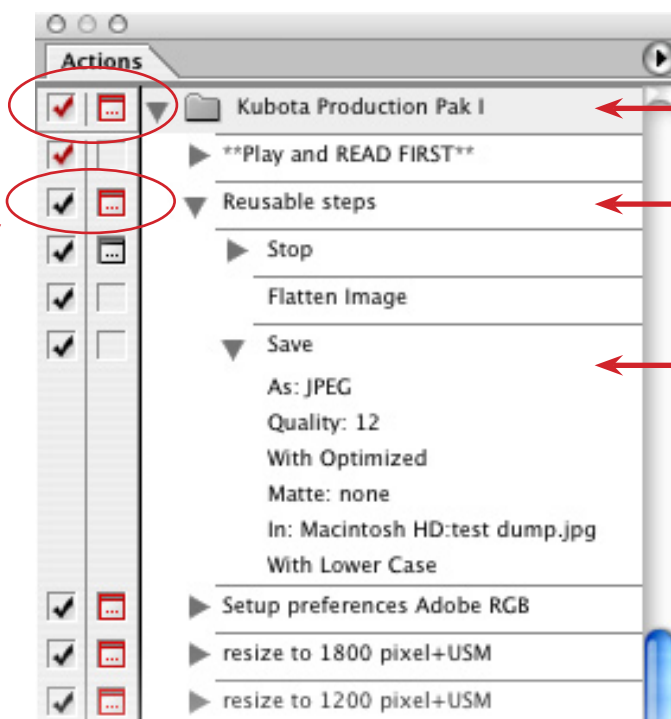 Actions
Kubota Production Pak I
**Play and READ FIRST**
Reusable steps
Stop
Flatten Image
Save
As: JPEG
Quality: 12
With Optimized
Matte: none
In: Macintosh HD:test dump.jpg
With Lower Case
Setup preferences Adobe RGB
resize to 1800 pixel+USM
resize to 1200 pixel+USM